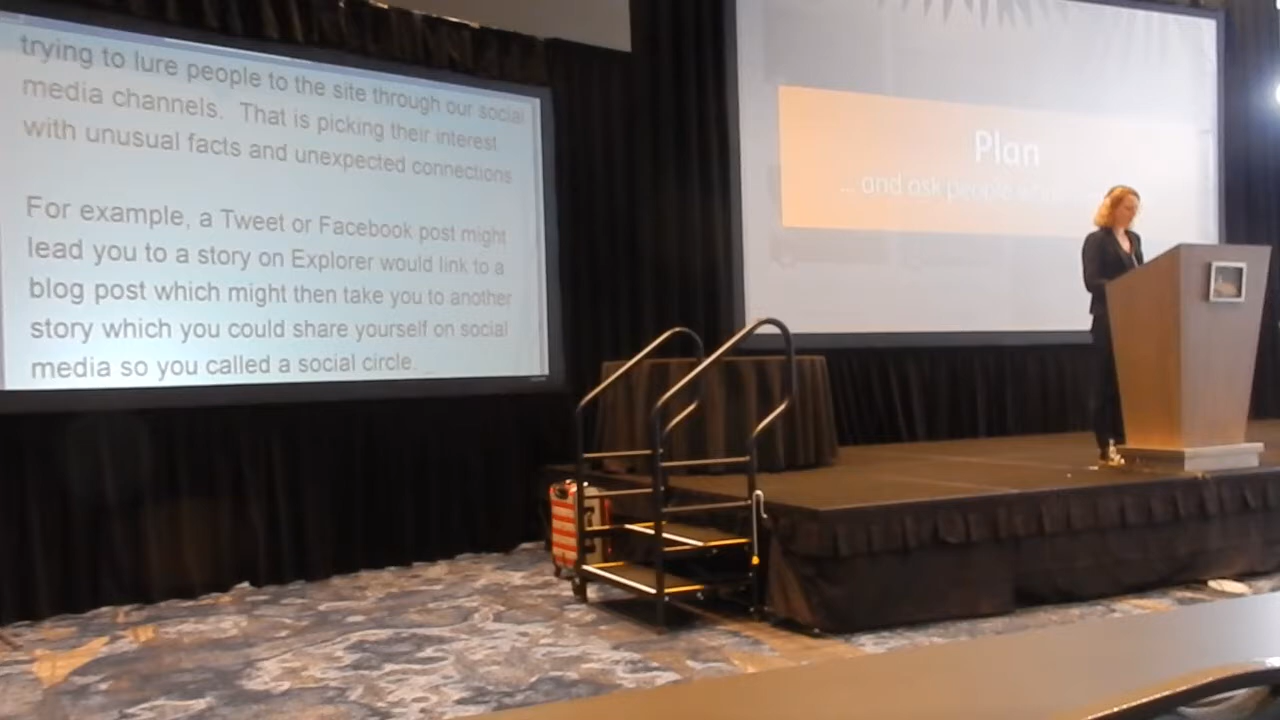 trying to lure people to the site through our social
media channels. That is picking their interest
with unusual facts and unexpected connections
For example, a Tweet or Facebook post might
lead you to a story on Explorer would link to a
blog post which might then take you to another
story which you could share yourself on social
media so you called a social circle.
Plan
... and ask people